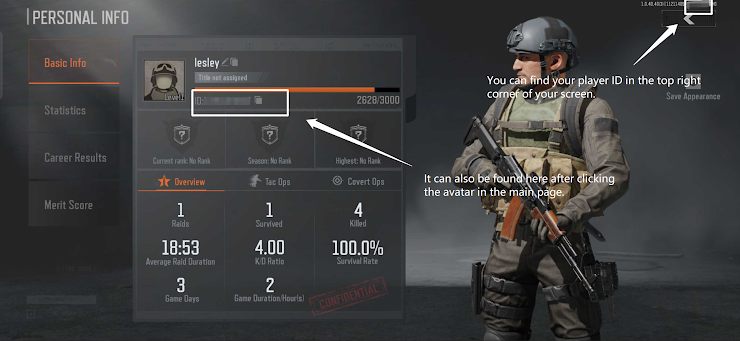 PERSONAL INFO
Basic Info
Statistics
Career Results
Merit Score
lesley
Title not assigned
Level
2628/3000
ID:
Current rank: No Rank
Season: No Rank
Highest: No Rank
Overview
Tac Ops
Covert Ops
1
1
4
Raids
Survived
Killed
18:53
4.00
100.0%
Average Raid Duration
K/D Ratio
Survival Rate
3
2
Game Days
Game Duration(Hour(s)
CONFIDENTIAL
You can find your player ID in the top right
corner of your screen.
Save Appearance
It can also be found here after clicking
the avatar in the main page.